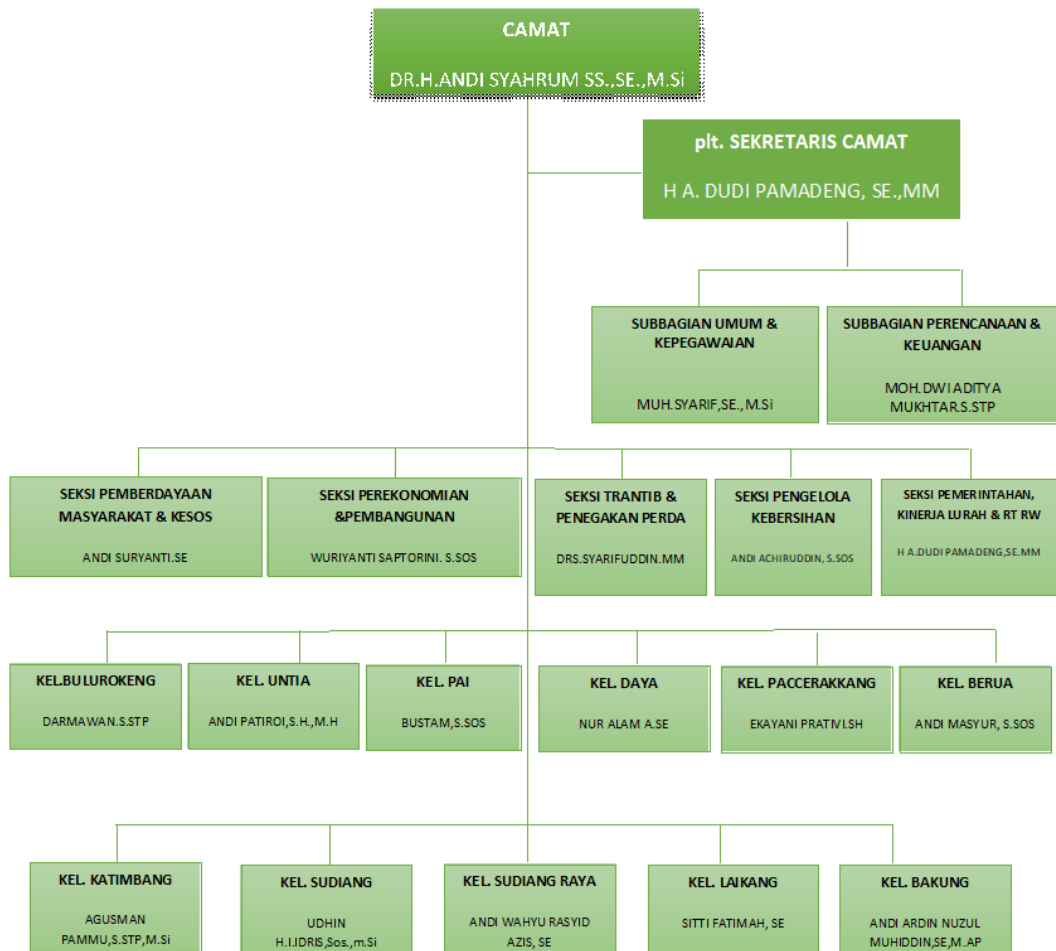 CAMAT
DR.H.ANDI SYAHRUM SS.,SE.,M.Si
plt. SEKRETARIS CAMAT
H A. DUDI PAMADENG, SE.,MM
SUBBAGIAN UMUM &
KEPEGAWAIAN
MUH.SYARIF,SE., M.Si
SUBBAGIAN PERENCANAAN &
KEUANGAN
MOH.DWI ADITYA
MUKHTAR.S.STP
SEKSI PEMBERDAYAAN
MASYARAKAT & KESOS
ANDI SURYANTI.SE
SEKSI PEREKONOMIAN
&PEMBANGUNAN
WURIYANTI SAPTORINI. S.SOS
SEKSI TRANTIB &
PENEGAKAN PERDA
DRS.SYARIFUDDIN.MM
SEKSI PENGELOLA
KEBERSIHAN
ANDI ACHIRUDDIN, S.SOS
SEKSI PEMERINTAHAN,
KINERJA LURAH & RT RW
H A.DUDI PAMADENG,SE.MM
KEL.BULUROKENG
DARMAWAN.S.STP
KEL. UNTIA
ANDI PATIROI,S.H.,M.H
KEL. PAI
BUSTAM,S.SOS
KEL. DAYA
NUR ALAM A.SE
KEL. PACCERAKKANG
EKAYANI PRATIVI.SH
KEL. BERUA
ANDI MASYUR, S.SOS
KEL. KATIMBANG
AGUSMAN
PAMMU,S.STP,M.Si
KEL. SUDIANG
UDHIN
H.I.IDRIS,Sos.,m.Si
KEL. SUDIANG RAYA
ANDI WAHYU RASYID
AZIS, SE
KEL. LAIKANG
SITTI FATIMAH, SE
KEL. BAKUNG
ANDI ARDIN NUZUL
MUHIDDIN,SE,M.AP